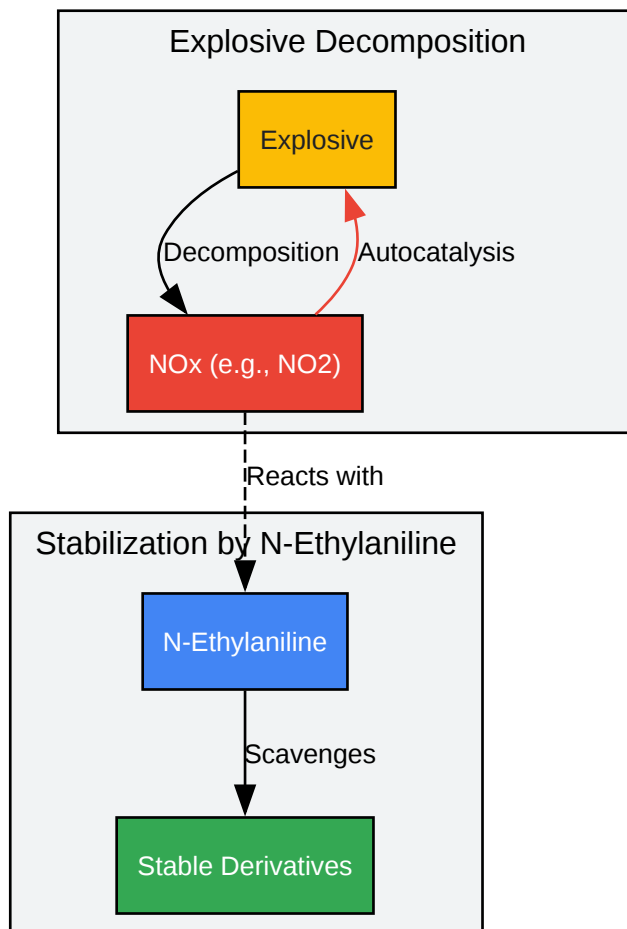 Explosive Decomposition
Explosive
Decomposition
Autocatalysis
NOx (e.g., NO2)
Reacts with
Stabilization by N-Ethylaniline
N-Ethylaniline
Scavenges
Stable Derivatives